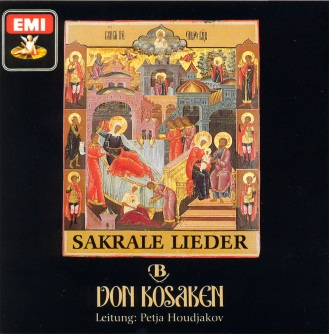 EMI
SAKRALE LIEDER
B
DON KOSAKEN
Leitung: Petja Houdjakov